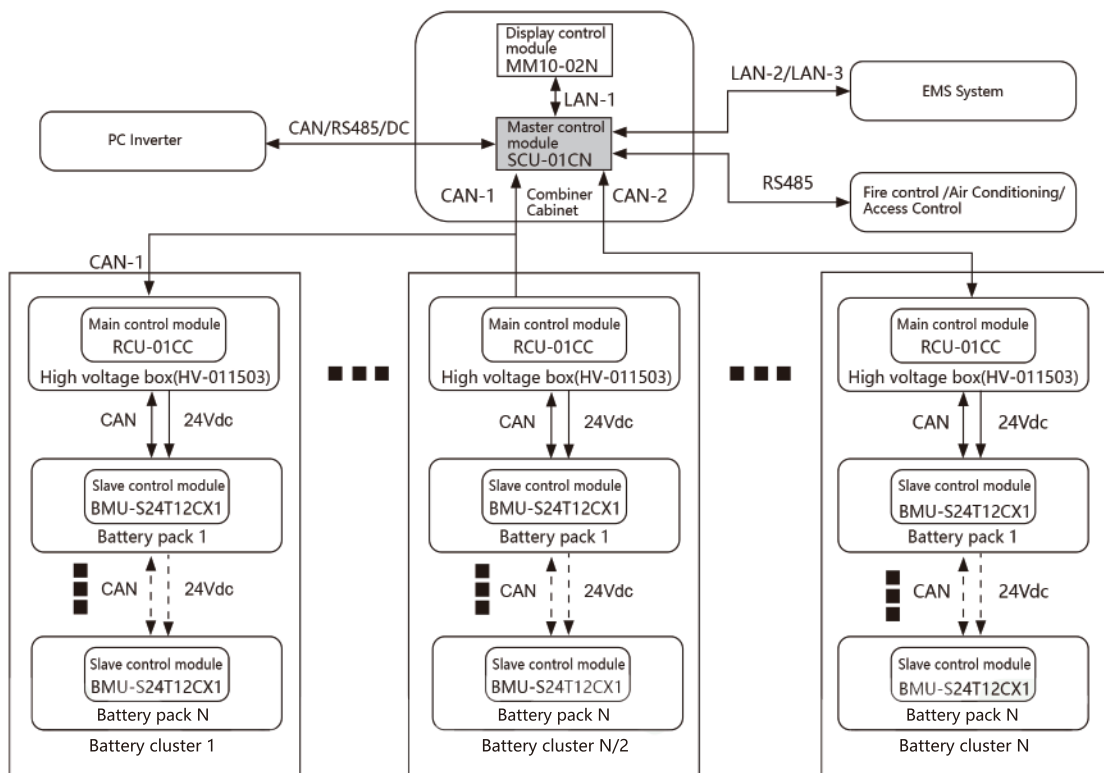 Display control
module
MM10-02N
LAN-1
LAN-2/LAN-3
EMS System
PC Inverter
CAN/RS485/DC
Master control
module
SCU-01CN
RS485
Fire control /Air Conditioning/
Access Control
CAN-1
Combiner
Cabinet
CAN-2
CAN-1
Main control module
RCU-01CC
High voltage box(HV-011503)
CAN
24Vdc
Slave control module
BMU-S24T12CX1
Battery pack 1
CAN
24Vdc
Slave control module
BMU-S24T12CX1
Battery pack N
Battery cluster 1
Main control module
RCU-01CC
High voltage box(HV-011503)
CAN
24Vdc
Slave control module
BMU-S24T12CX1
Battery pack 1
CAN
24Vdc
Slave control module
BMU-S24T12CX1
Battery pack N
Battery cluster N/2
Main control module
RCU-01CC
High voltage box(HV-011503)
CAN
24Vdc
Slave control module
BMU-S24T12CX1
Battery pack 1
CAN
24Vdc
Slave control module
BMU-S24T12CX1
Battery pack N
Battery cluster N